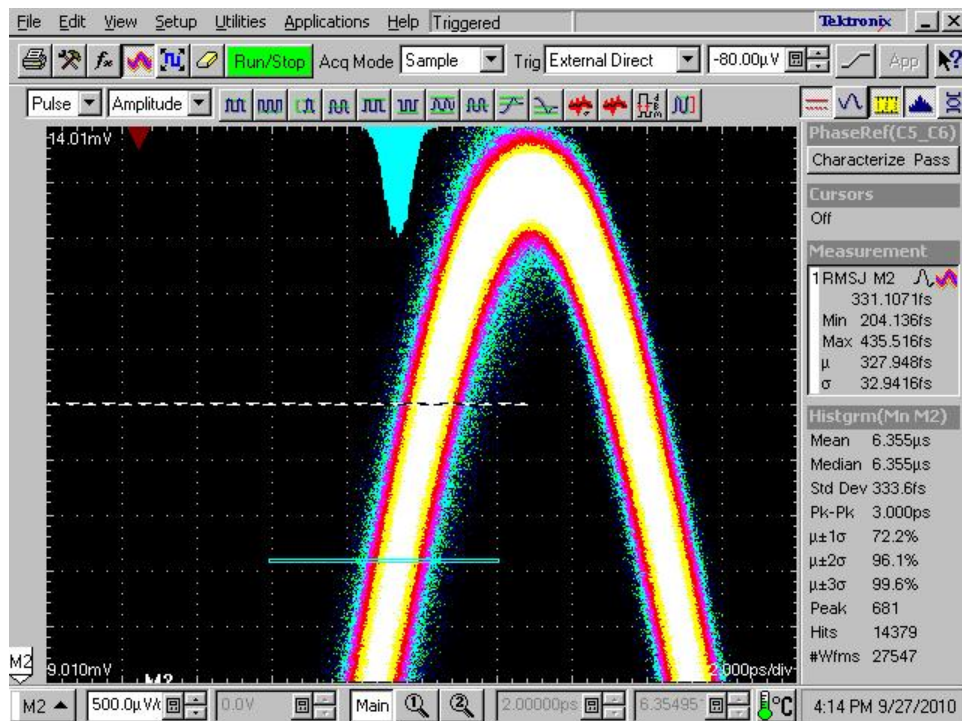 File Edit View Setup Utilities Applications Help Triggered Tektronix
Run/Stop Acq Mode Sample Trig External Direct -80.00µV App
Pulse Amplitude
14.01mV
PhaseRef(C5_C6)
Characterize Pass
Cursors
Off
Measurement
1 RMSJ M2
331.1071fs
Min 204.136fs
Max 435.516fs
µ 327.948fs
σ 32.9416fs
Histgrm(Mn M2)
Mean 6.355µs
Median 6.355µs
Std Dev 333.6fs
Pk-Pk 3.000ps
µ±1σ 72.2%
µ±2σ 96.1%
µ±3σ 99.6%
Peak 681
Hits 14379
#Wfms 27547
M2
9.010mV M2 2.000ps/div
M2 500.0µV/ 0.0V Main 1 2 2.00000ps 6.35495 °C 4:14 PM 9/27/2010